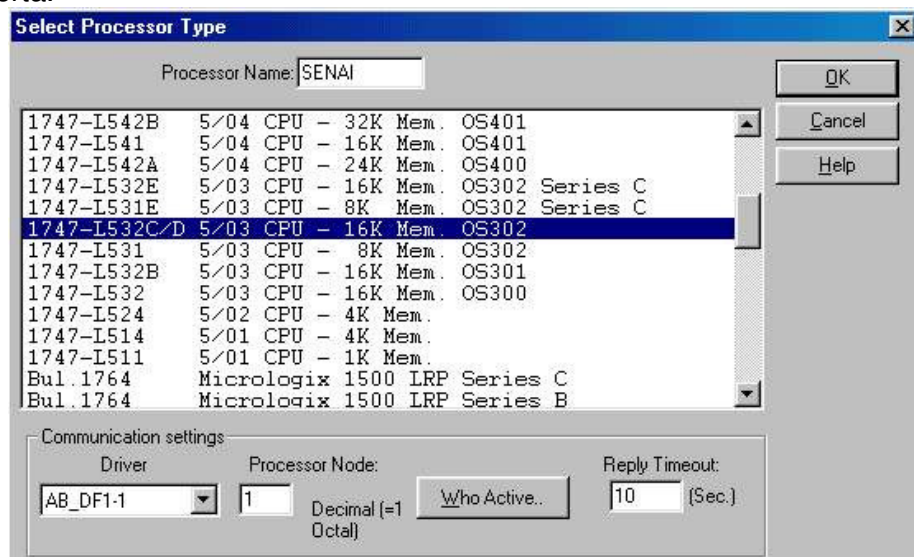 Select Processor Type
Processor Name: SENAI
OK
Cancel
Help
1747-L542B 5/04 CPU - 32K Mem. OS401
1747-L541 5/04 CPU - 16K Mem. OS401
1747-L542A 5/04 CPU - 24K Mem. OS400
1747-L532E 5/03 CPU - 16K Mem. OS302 Series C
1747-L531E 5/03 CPU - 8K Mem. OS302 Series C
1747-L532C/D 5/03 CPU - 16K Mem. OS302
1747-L531 5/03 CPU - 8K Mem. OS302
1747-L532B 5/03 CPU - 16K Mem. OS301
1747-L532 5/03 CPU - 16K Mem. OS300
1747-L524 5/02 CPU - 4K Mem.
1747-L514 5/01 CPU - 4K Mem.
1747-L511 5/01 CPU - 1K Mem.
Bul.1764 Micrologix 1500 LRP Series C
Bul.1764 Micrologix 1500 LRP Series B
Communication settings
Driver
AB_DF1-1
Processor Node:
1 Decimal (=1
Octal)
Who Active..
Reply Timeout:
10 (Sec.)